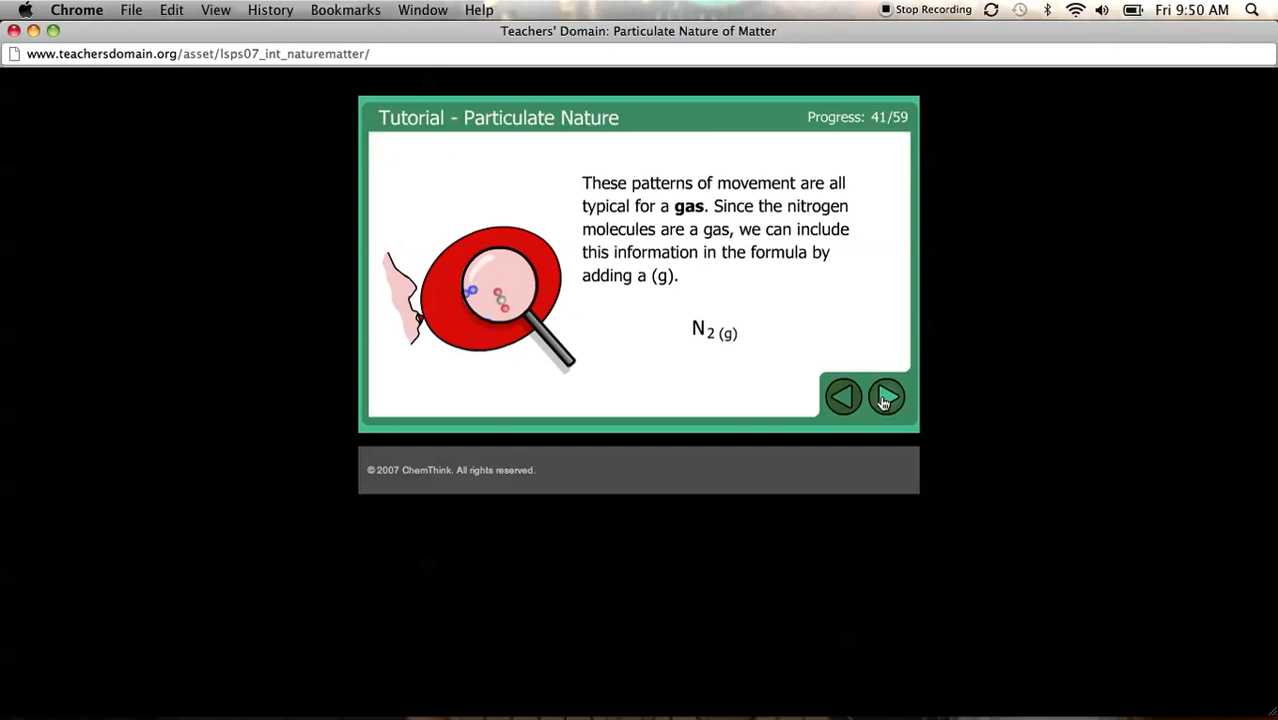 Chrome File Edit View History Bookmarks Window Help Stop Recording Fri 9:50 AM
Teachers' Domain: Particulate Nature of Matter
www.teachersdomain.org/asset/lsps07_int_naturematter/
Tutorial - Particulate Nature Progress: 41/59
These patterns of movement are all
typical for a gas. Since the nitrogen
molecules are a gas, we can include
this information in the formula by
adding a (g).
N2 (g)
© 2007 ChemThink. All rights reserved.